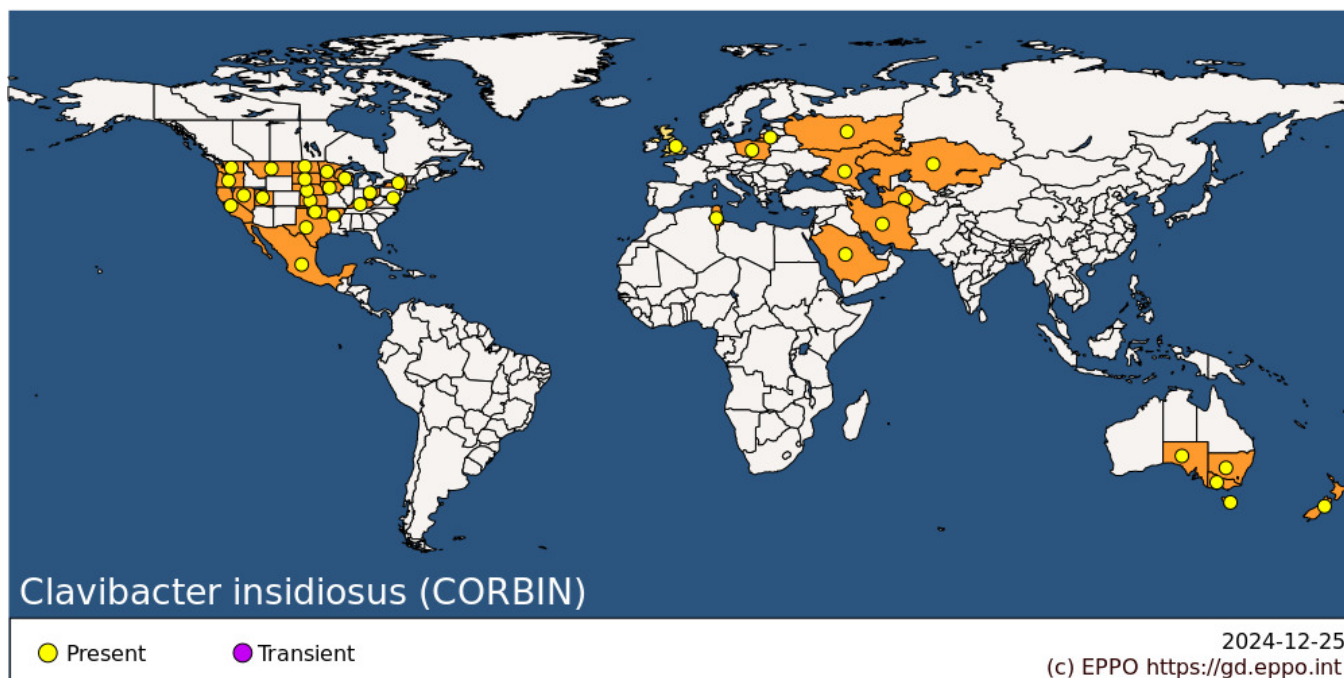 Clavibacter insidiosus (CORBIN)
Present
Transient
2024-12-25
(c) EPPO https://gd.eppo.int